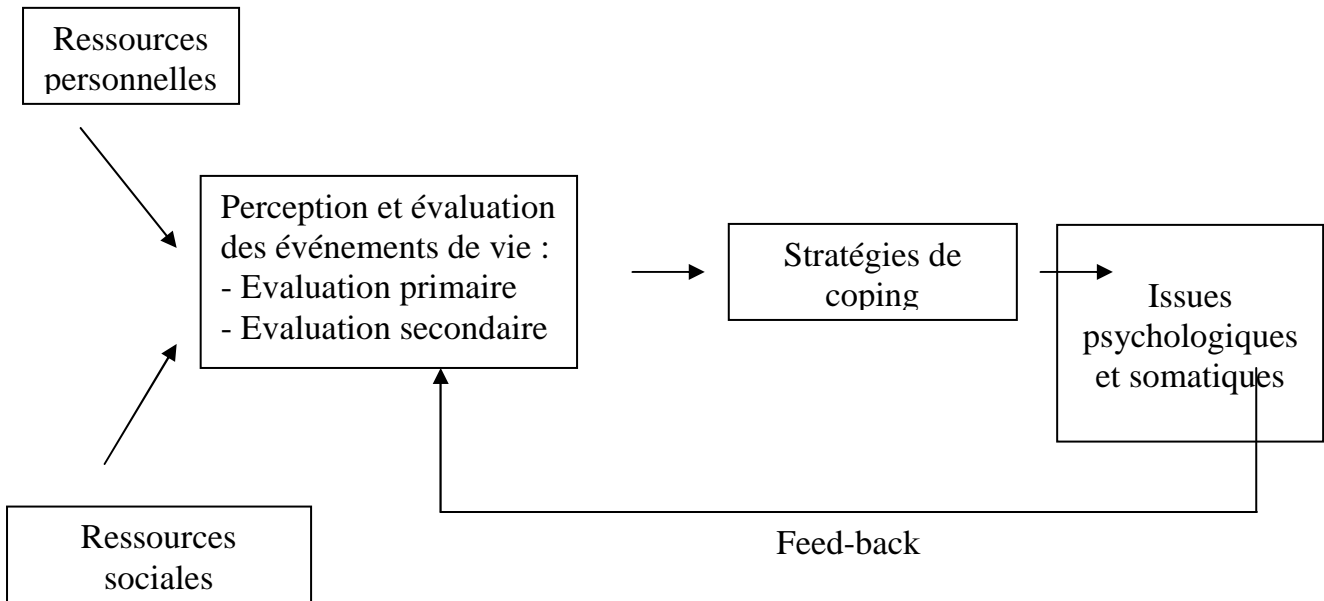 Ressources
personnelles
Perception et évaluation
des événements de vie :
- Evaluation primaire
- Evaluation secondaire
Stratégies de
coping
Issues
psychologiques
et somatiques
Feed-back
Ressources
sociales